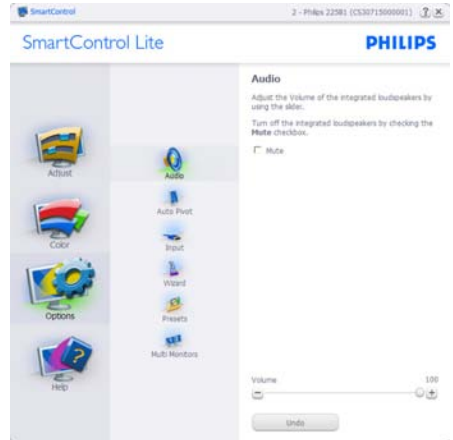 SmartControl
2 - Philips 225B1 (CS30715000001)
SmartControl Lite
PHILIPS
Adjust
Color
Options
Help
Audio
Auto Pivot
Input
Wizard
Presets
Multi Monitors
Audio
Adjust the Volume of the integrated loudspeakers by
using the slider.
Turn off the integrated loudspeakers by checking the
Mute checkbox.
Mute
Volume
100
Undo